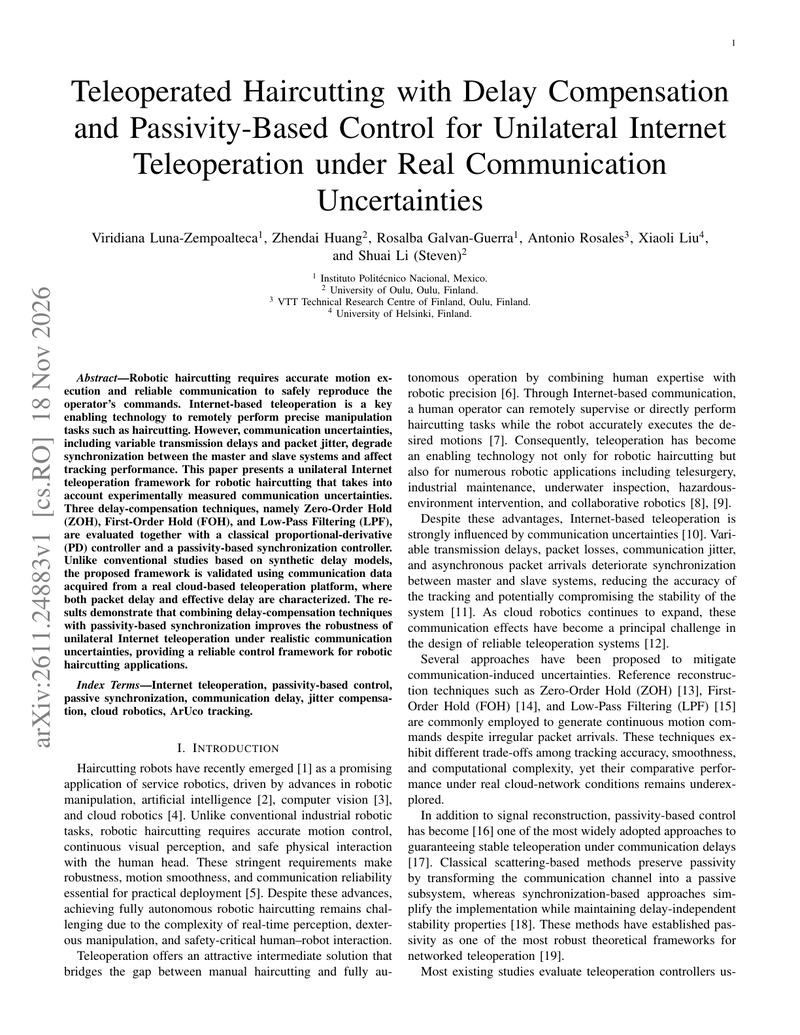 1
Teleoperated Haircutting with Delay Compensation
and Passivity-Based Control for Unilateral Internet
Teleoperation under Real Communication
Uncertainties
Viridiana Luna-Zempoalteca1, Zhendai Huang2, Rosalba Galvan-Guerra1, Antonio Rosales3, Xiaoli Liu4,
and Shuai Li (Steven)2
1 Instituto Politécnico Nacional, Mexico.
2 University of Oulu, Oulu, Finland.
3 VTT Technical Research Centre of Finland, Oulu, Finland.
4 University of Helsinki, Finland.
arXiv:2611.24883v1 [cs.RO] 18 Nov 2026
Abstract—Robotic haircutting requires accurate motion ex-
ecution and reliable communication to safely reproduce the
operator's commands. Internet-based teleoperation is a key
enabling technology to remotely perform precise manipulation
tasks such as haircutting. However, communication uncertainties,
including variable transmission delays and packet jitter, degrade
synchronization between the master and slave systems and affect
tracking performance. This paper presents a unilateral Internet
teleoperation framework for robotic haircutting that takes into
account experimentally measured communication uncertainties.
Three delay-compensation techniques, namely Zero-Order Hold
(ZOH), First-Order Hold (FOH), and Low-Pass Filtering (LPF),
are evaluated together with a classical proportional-derivative
(PD) controller and a passivity-based synchronization controller.
Unlike conventional studies based on synthetic delay models,
the proposed framework is validated using communication data
acquired from a real cloud-based teleoperation platform, where
both packet delay and effective delay are characterized. The re-
sults demonstrate that combining delay-compensation techniques
with passivity-based synchronization improves the robustness of
unilateral Internet teleoperation under realistic communication
uncertainties, providing a reliable control framework for robotic
haircutting applications.
Index Terms—Internet teleoperation, passivity-based control,
passive synchronization, communication delay, jitter compensa-
tion, cloud robotics, ArUco tracking.
I. INTRODUCTION
Haircutting robots have recently emerged [1] as a promising
application of service robotics, driven by advances in robotic
manipulation, artificial intelligence [2], computer vision [3],
and cloud robotics [4]. Unlike conventional industrial robotic
tasks, robotic haircutting requires accurate motion control,
continuous visual perception, and safe physical interaction
with the human head. These stringent requirements make
robustness, motion smoothness, and communication reliability
essential for practical deployment [5]. Despite these advances,
achieving fully autonomous robotic haircutting remains chal-
lenging due to the complexity of real-time perception, dexter-
ous manipulation, and safety-critical human–robot interaction.
Teleoperation offers an attractive intermediate solution that
bridges the gap between manual haircutting and fully au-
tonomous operation by combining human expertise with
robotic precision [6]. Through Internet-based communication,
a human operator can remotely supervise or directly perform
haircutting tasks while the robot accurately executes the de-
sired motions [7]. Consequently, teleoperation has become
an enabling technology not only for robotic haircutting but
also for numerous robotic applications including telesurgery,
industrial maintenance, underwater inspection, hazardous-
environment intervention, and collaborative robotics [8], [9].
Despite these advantages, Internet-based teleoperation is
strongly influenced by communication uncertainties [10]. Vari-
able transmission delays, packet losses, communication jitter,
and asynchronous packet arrivals deteriorate synchronization
between master and slave systems, reducing the accuracy of
the tracking and potentially compromising the stability of the
system [11]. As cloud robotics continues to expand, these
communication effects have become a principal challenge in
the design of reliable teleoperation systems [12].
Several approaches have been proposed to mitigate
communication-induced uncertainties. Reference reconstruc-
tion techniques such as Zero-Order Hold (ZOH) [13], First-
Order Hold (FOH) [14], and Low-Pass Filtering (LPF) [15]
are commonly employed to generate continuous motion com-
mands despite irregular packet arrivals. These techniques ex-
hibit different trade-offs among tracking accuracy, smoothness,
and computational complexity, yet their comparative perfor-
mance under real cloud-network conditions remains underex-
plored.
In addition to signal reconstruction, passivity-based control
has become [16] one of the most widely adopted approaches to
guaranteeing stable teleoperation under communication delays
[17]. Classical scattering-based methods preserve passivity
by transforming the communication channel into a passive
subsystem, whereas synchronization-based approaches sim-
plify the implementation while maintaining delay-independent
stability properties [18]. These methods have established pas-
sivity as one of the most robust theoretical frameworks for
networked teleoperation [19].
Most existing studies evaluate teleoperation controllers us-